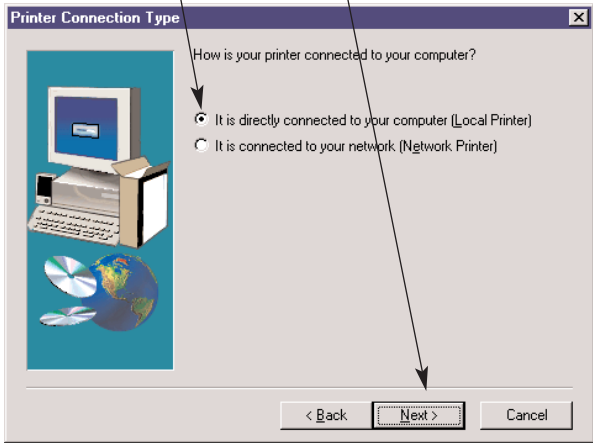 Printer Connection Type
How is your printer connected to your computer?
It is directly connected to your computer (Local Printer)
It is connected to your network (Network Printer)
< Back Next > Cancel